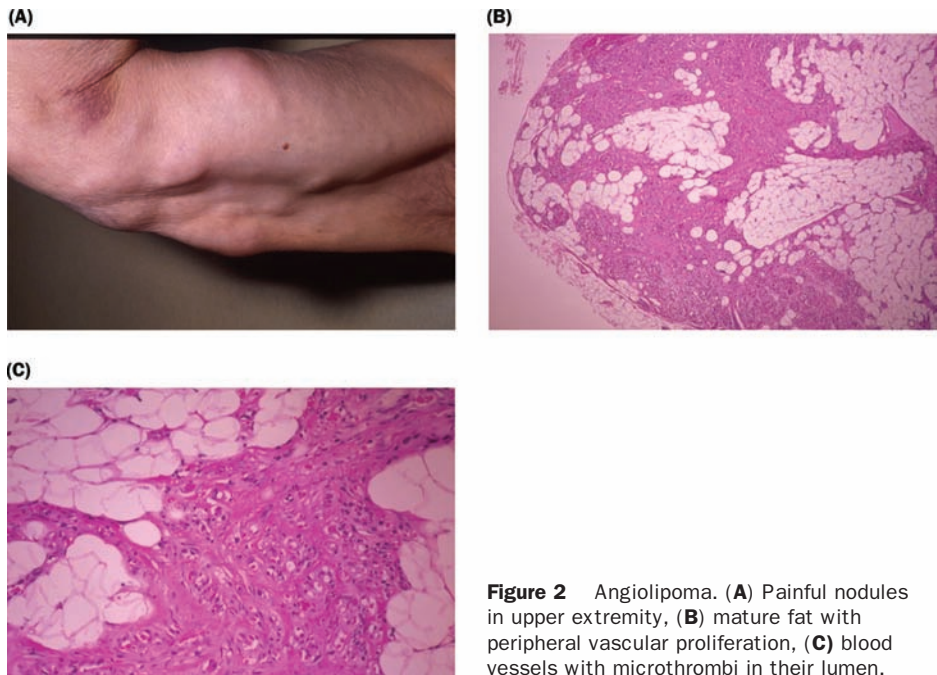 (A)
(B)
(C)
Figure 2 Angiolipoma. (A) Painful nodules
in upper extremity, (B) mature fat with
peripheral vascular proliferation, (C) blood
vessels with microthrombi in their lumen.